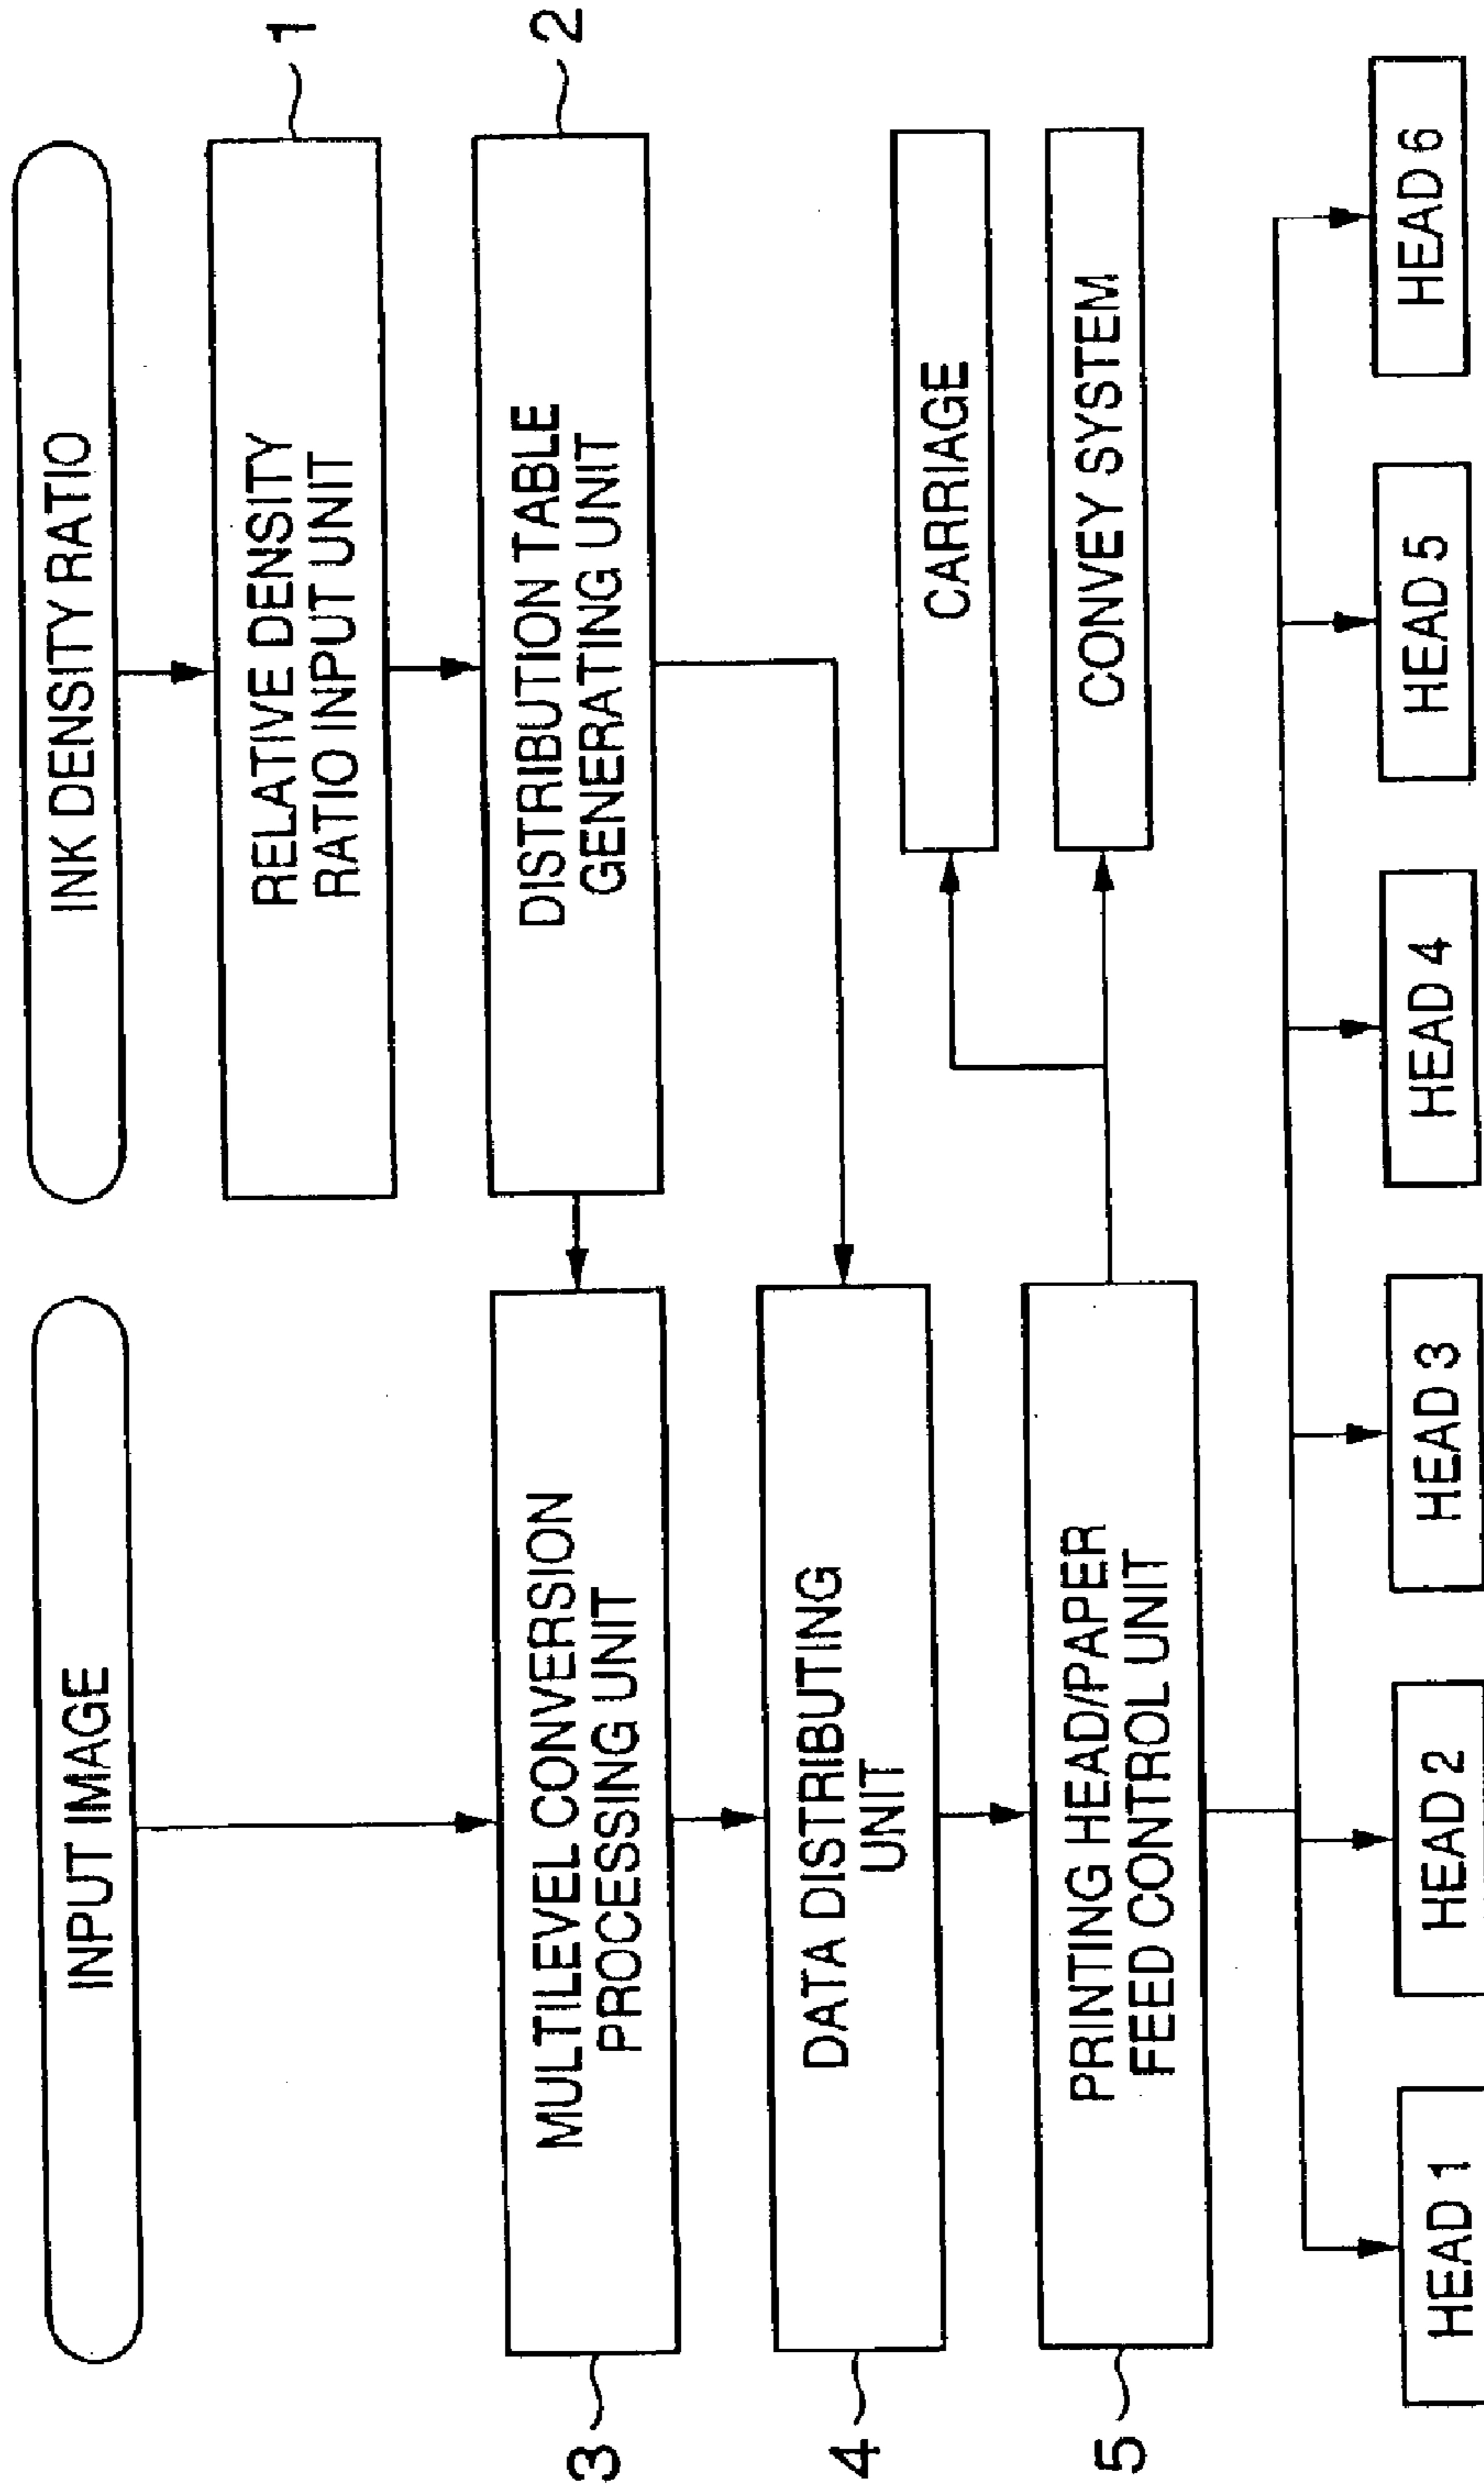 INPUT IMAGE
INK DENSITY RATIO
RELATIVE DENSITY
RATIO INPUT UNIT
1
DISTRIBUTION TABLE
GENERATING UNIT
2
3
MULTILEVEL CONVERSION
PROCESSING UNIT
4
DATA DISTRIBUTING
UNIT
CARRIAGE
CONVEY SYSTEM
5
PRINTING HEAD/PAPER
FEED CONTROL UNIT
HEAD 1
HEAD 2
HEAD 3
HEAD 4
HEAD 5
HEAD 6